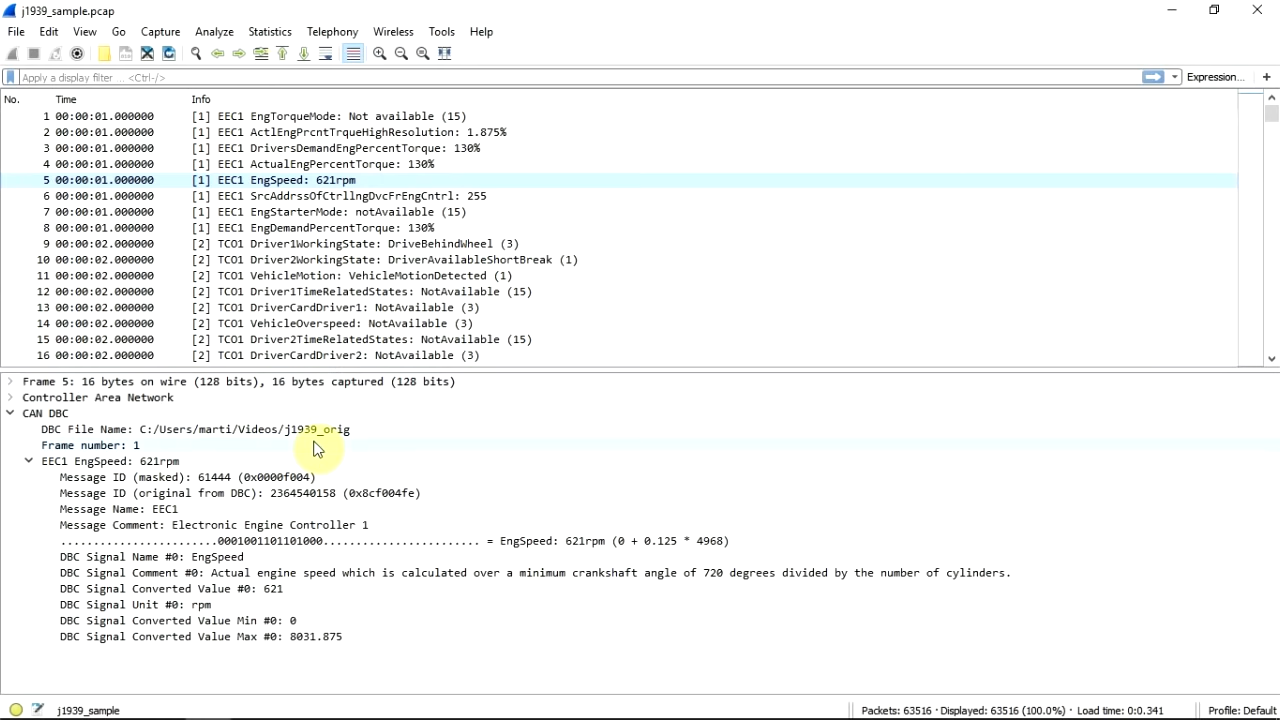 j1939_sample.pcap
File Edit View Go Capture Analyze Statistics Telephony Wireless Tools Help
Apply a display filter ... <Ctrl-/>
Expression... +
No. Time Info
1 00:00:01.000000 [1] EEC1 EngTorqueMode: Not available (15)
2 00:00:01.000000 [1] EEC1 ActlEngPrcntTrqueHighResolution: 1.875%
3 00:00:01.000000 [1] EEC1 DriversDemandEngPercentTorque: 130%
4 00:00:01.000000 [1] EEC1 ActualEngPercentTorque: 130%
5 00:00:01.000000 [1] EEC1 EngSpeed: 621rpm
6 00:00:01.000000 [1] EEC1 SrcAddrssOfCtrllngDvcFrEngCntrl: 255
7 00:00:01.000000 [1] EEC1 EngStarterMode: notAvailable (15)
8 00:00:01.000000 [1] EEC1 EngDemandPercentTorque: 130%
9 00:00:02.000000 [2] TCO1 Driver1WorkingState: DriveBehindWheel (3)
10 00:00:02.000000 [2] TCO1 Driver2WorkingState: DriverAvailableShortBreak (1)
11 00:00:02.000000 [2] TCO1 VehicleMotion: VehicleMotionDetected (1)
12 00:00:02.000000 [2] TCO1 Driver1TimeRelatedStates: NotAvailable (15)
13 00:00:02.000000 [2] TCO1 DriverCardDriver1: NotAvailable (3)
14 00:00:02.000000 [2] TCO1 VehicleOverspeed: NotAvailable (3)
15 00:00:02.000000 [2] TCO1 Driver2TimeRelatedStates: NotAvailable (15)
16 00:00:02.000000 [2] TCO1 DriverCardDriver2: NotAvailable (3)
Frame 5: 16 bytes on wire (128 bits), 16 bytes captured (128 bits)
Controller Area Network
CAN DBC
DBC File Name: C:/Users/marti/Videos/j1939_orig
Frame number: 1
EEC1 EngSpeed: 621rpm
Message ID (masked): 61444 (0x0000f004)
Message ID (original from DBC): 2364540158 (0x8cf004fe)
Message Name: EEC1
Message Comment: Electronic Engine Controller 1
........................0001001101101000........................ = EngSpeed: 621rpm (0 + 0.125 * 4968)
DBC Signal Name #0: EngSpeed
DBC Signal Comment #0: Actual engine speed which is calculated over a minimum crankshaft angle of 720 degrees divided by the number of cylinders.
DBC Signal Converted Value #0: 621
DBC Signal Unit #0: rpm
DBC Signal Converted Value Min #0: 0
DBC Signal Converted Value Max #0: 8031.875
j1939_sample
Packets: 63516 · Displayed: 63516 (100.0%) · Load time: 0:0.341
Profile: Default